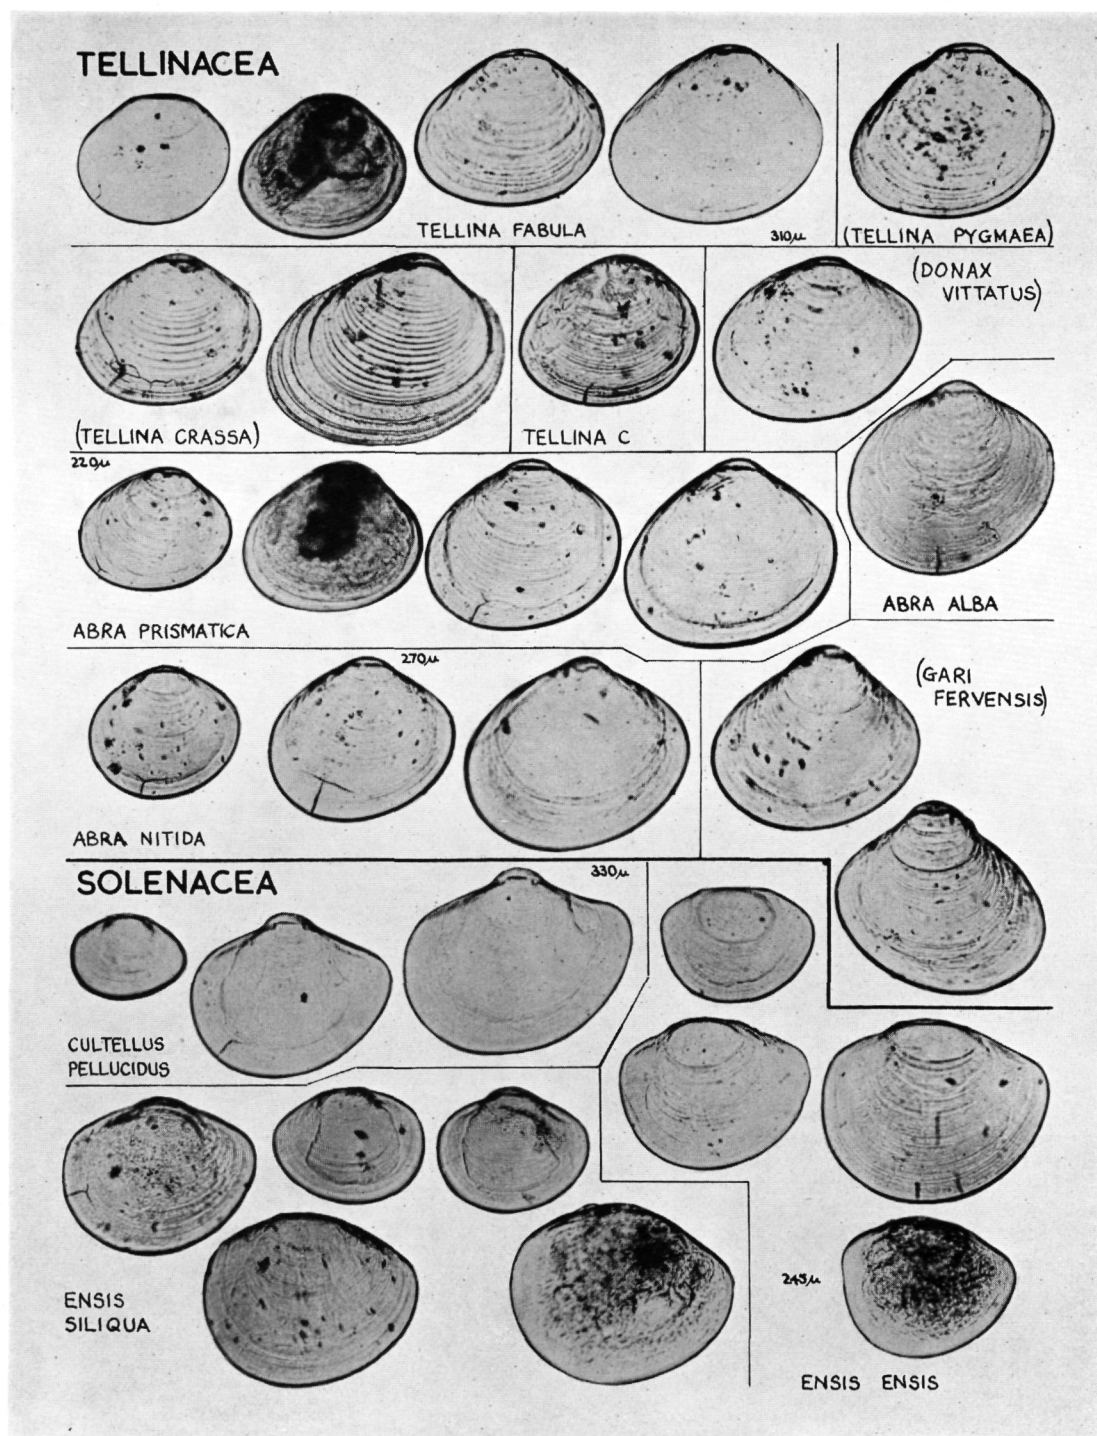 TELLINACEA
TELLINA FABULA
310μ
(TELLINA PYGMAEA)
(TELLINA CRASSA)
TELLINA C
(DONAX
VITTATUS)
220μ
ABRA PRISMATICA
ABRA ALBA
270μ
ABRA NITIDA
(GARI
FERVENSIS)
SOLENACEA
330μ
CULTELLUS
PELLUCIDUS
ENSIS
SILIQUA
245μ
ENSIS ENSIS